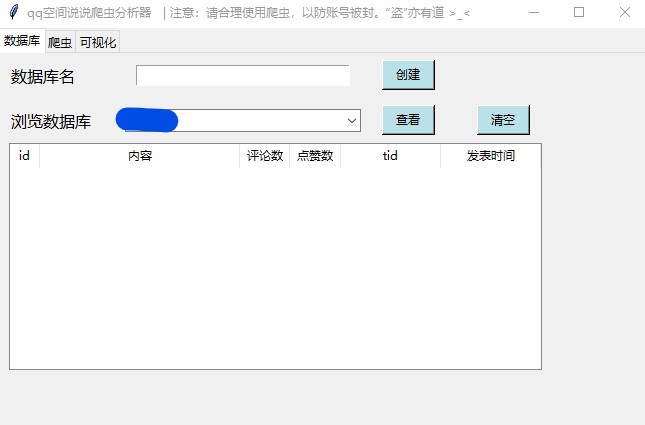 qq空间说说爬虫分析器 | 注意：请合理使用爬虫，以防账号被封。“盗”亦有道 >_<
数据库 爬虫 可视化
数据库名 创建
浏览数据库 查看 清空
id 内容 评论数 点赞数 tid 发表时间